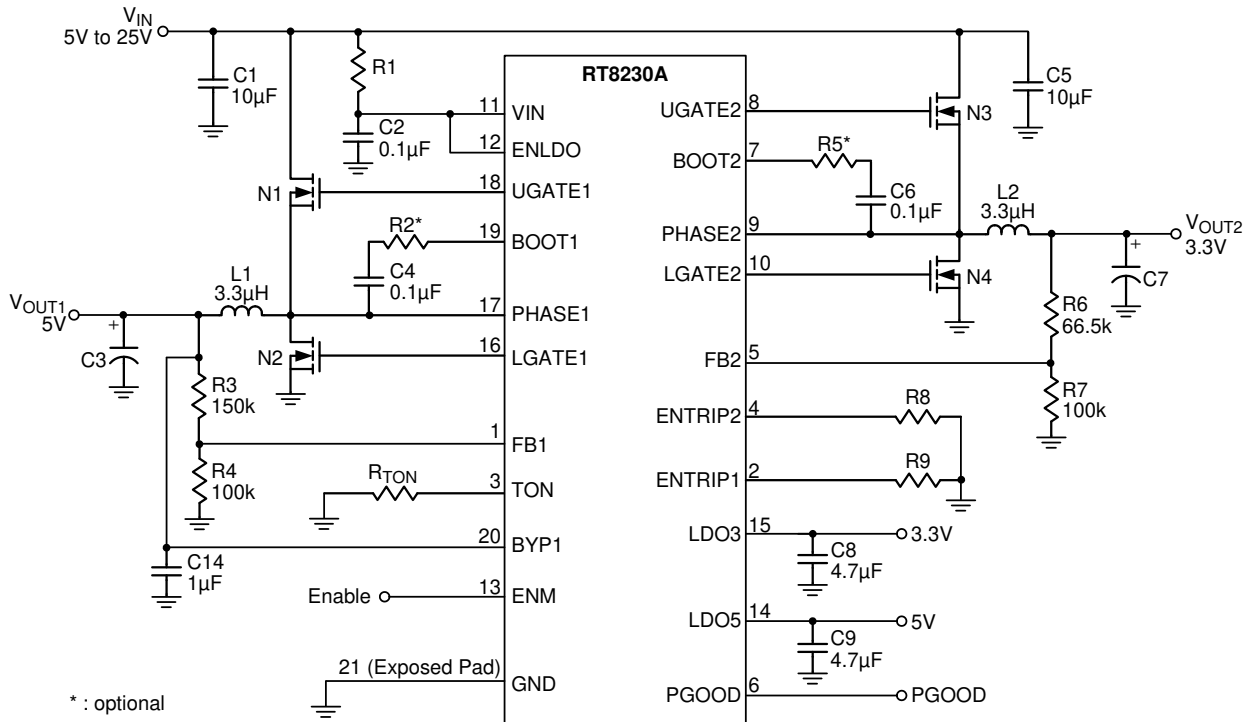 VIN
5V to 25V
C1
10µF
R1
C2
0.1µF
RT8230A
11
VIN
12
ENLDO
18
UGATE1
N1
19
BOOT1
R2*
C4
0.1µF
17
PHASE1
L1
3.3µH
VOUT1
5V
+
C3
N2
16
LGATE1
R3
150k
1
FB1
R4
100k
RTON
3
TON
20
BYP1
C14
1µF
Enable
13
ENM
21 (Exposed Pad)
GND
* : optional
UGATE2
8
N3
C5
10µF
BOOT2
7
R5*
C6
0.1µF
PHASE2
9
L2
3.3µH
VOUT2
3.3V
+
C7
LGATE2
10
N4
R6
66.5k
FB2
5
R7
100k
ENTRIP2
4
R8
ENTRIP1
2
R9
LDO3
15
3.3V
C8
4.7µF
LDO5
14
5V
C9
4.7µF
PGOOD
6
PGOOD